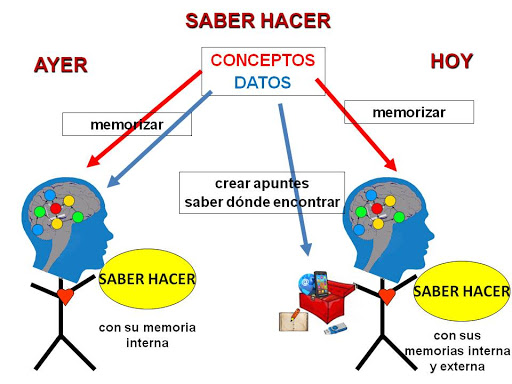 SABER HACER
AYER
HOY
CONCEPTOS
DATOS
memorizar
memorizar
crear apuntes
saber dónde encontrar
SABER HACER
con su memoria
interna
SABER HACER
con sus
memorias interna
y externa